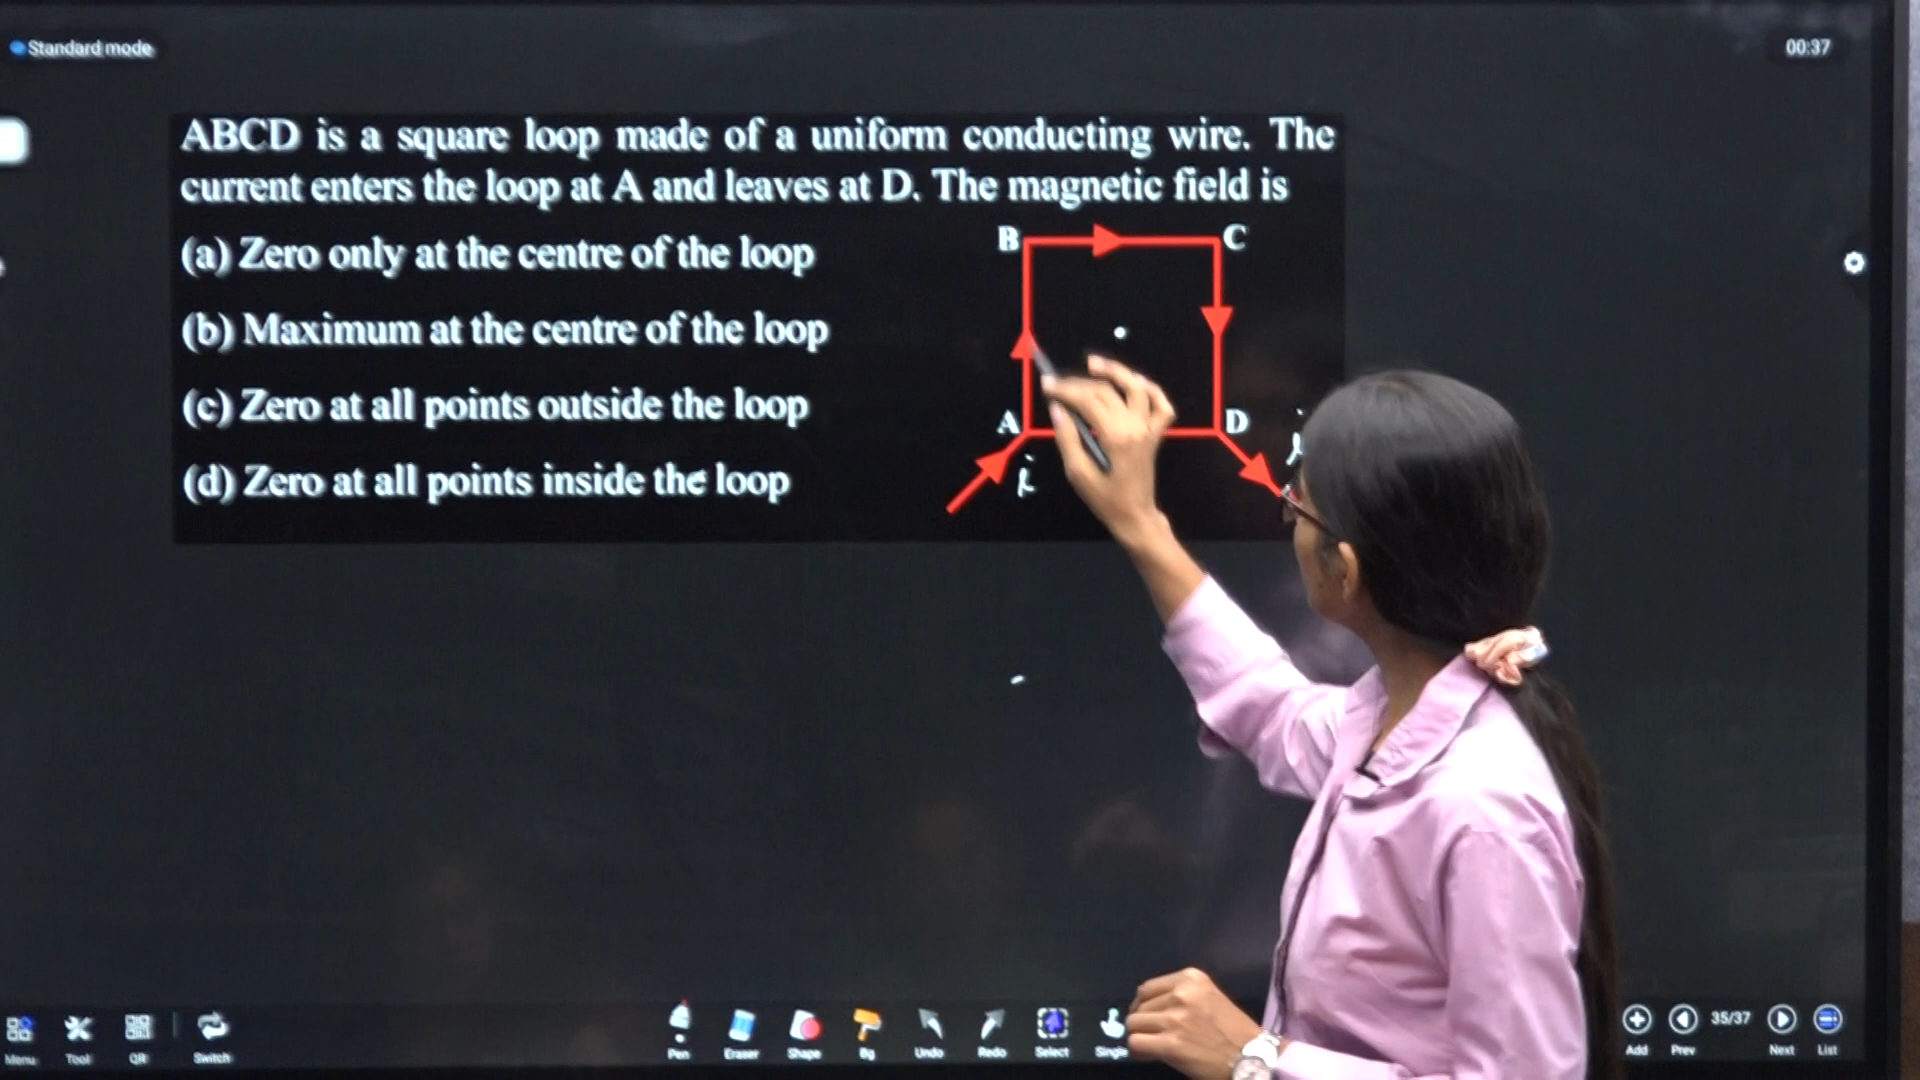 Standard mode
00:37
ABCD is a square loop made of a uniform conducting wire. The
current enters the loop at A and leaves at D. The magnetic field is
(a) Zero only at the centre of the loop
(b) Maximum at the centre of the loop
(c) Zero at all points outside the loop
(d) Zero at all points inside the loop
B
C
A
D
i
i
Menu
Tool
QR
Switch
Pen
Eraser
Shape
Bg
Undo
Redo
Select
Single
Add
Prev
35/37
Next
List